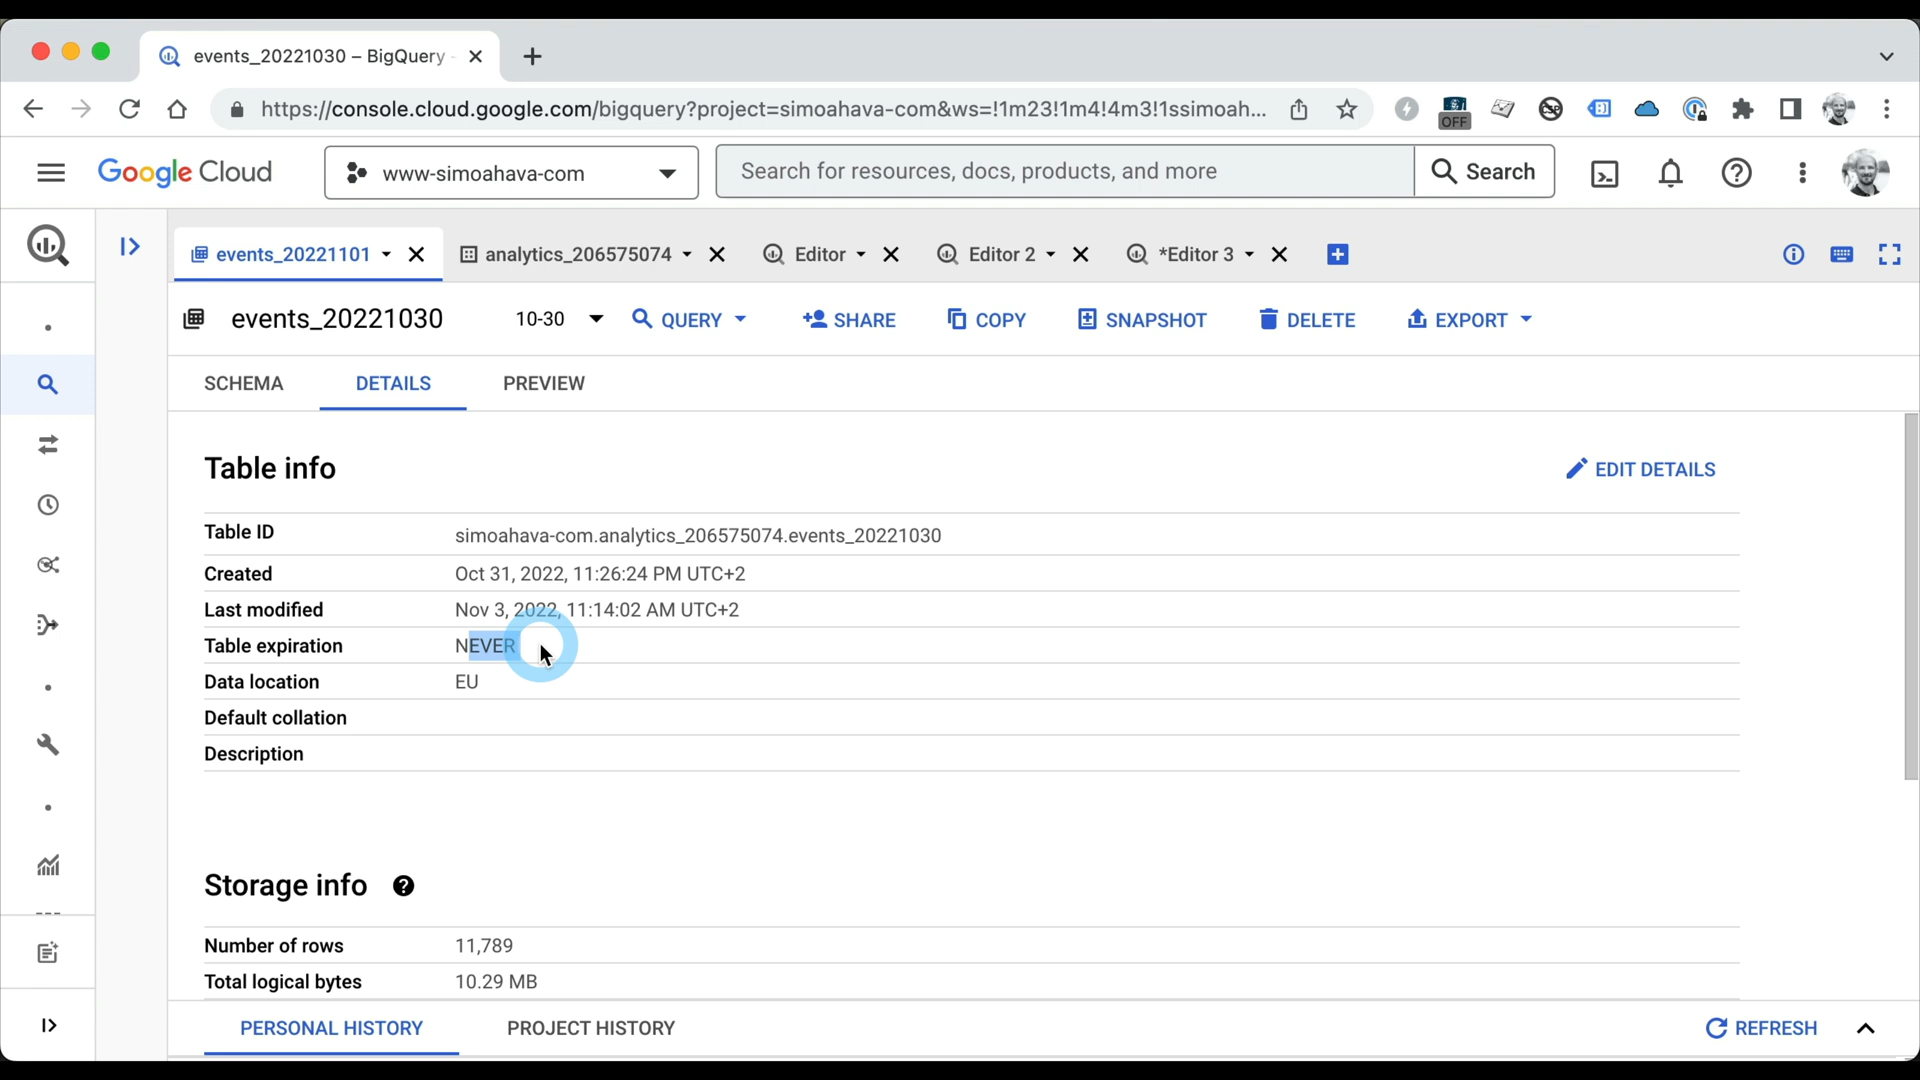 events_20221030 – BigQuery
https://console.cloud.google.com/bigquery?project=simoahava-com&ws=!1m23!1m4!4m3!1ssimoah...
OFF
Google Cloud
www-simoahava-com
Search for resources, docs, products, and more
Search
events_20221101
analytics_206575074
Editor
Editor 2
*Editor 3
events_20221030
10-30
QUERY
SHARE
COPY
SNAPSHOT
DELETE
EXPORT
SCHEMA
DETAILS
PREVIEW
Table info
EDIT DETAILS
Table ID simoahava-com.analytics_206575074.events_20221030
Created Oct 31, 2022, 11:26:24 PM UTC+2
Last modified Nov 3, 2022, 11:14:02 AM UTC+2
Table expiration NEVER
Data location EU
Default collation
Description
Storage info
Number of rows 11,789
Total logical bytes 10.29 MB
PERSONAL HISTORY
PROJECT HISTORY
REFRESH